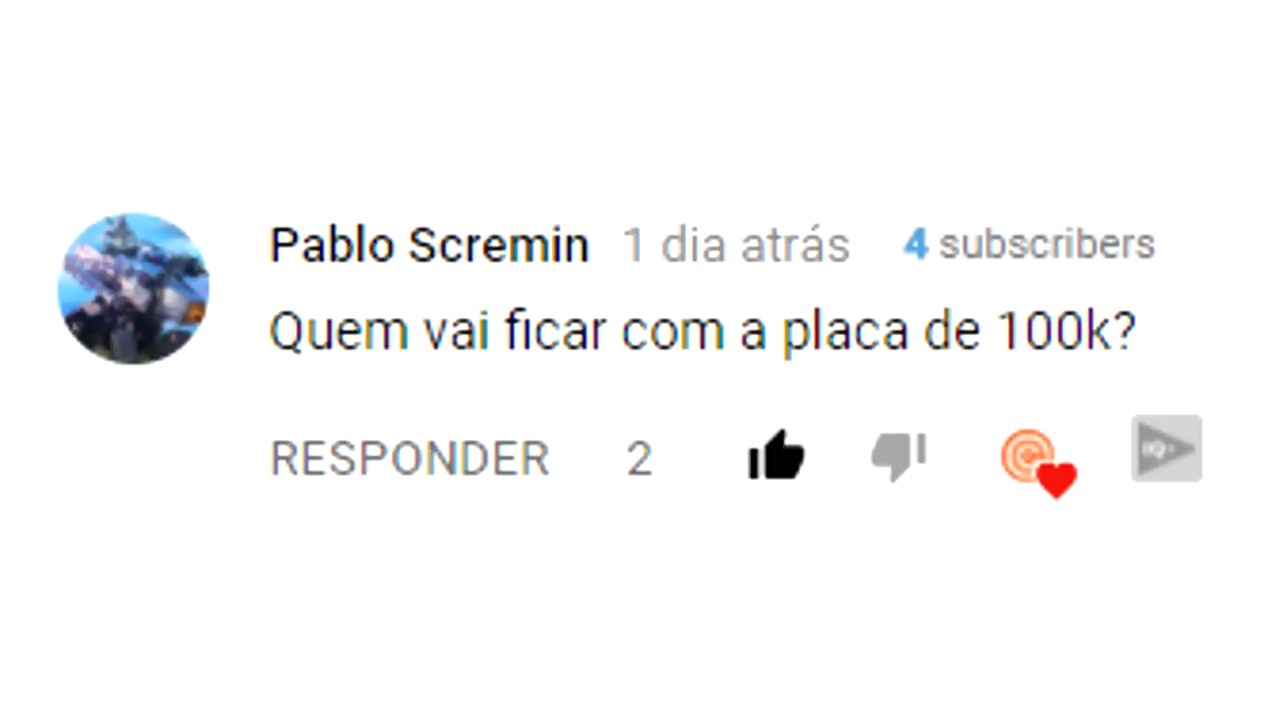 Pablo Scremin 1 dia atrás 4 subscribers
Quem vai ficar com a placa de 100k?
RESPONDER 2